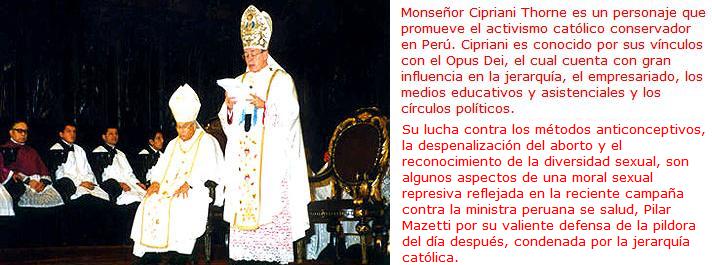 Monseñor Cipriani Thorne es un personaje que
promueve el activismo católico conservador
en Perú. Cipriani es conocido por sus vínculos
con el Opus Dei, el cual cuenta con gran
influencia en la jerarquía, el empresariado, los
medios educativos y asistenciales y los
círculos políticos.
Su lucha contra los métodos anticonceptivos,
la despenalización del aborto y el
reconocimiento de la diversidad sexual, son
algunos aspectos de una moral sexual
represiva reflejada en la reciente campaña
contra la ministra peruana se salud, Pilar
Mazetti por su valiente defensa de la pildora
del día después, condenada por la jerarquía
católica.